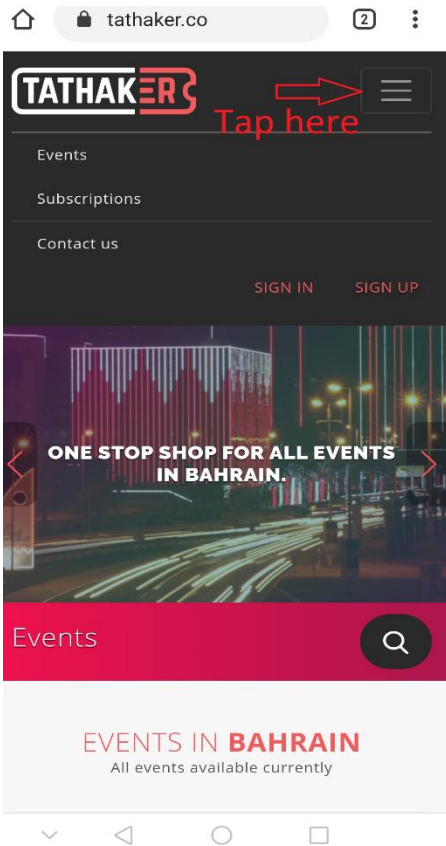 tathaker.co
2
TATHAKER
Tap here
Events
Subscriptions
Contact us
SIGN IN SIGN UP
ONE STOP SHOP FOR ALL EVENTS
IN BAHRAIN.
Events
EVENTS IN BAHRAIN
All events available currently